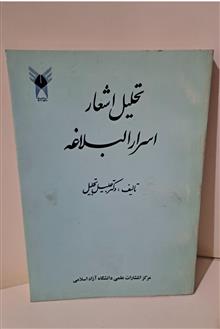 تحلیل اشعار
اسرار البلاغه
تألیف: دکتر جلیل تجلیل
مرکز انتشارات علمی دانشگاه آزاد اسلامی